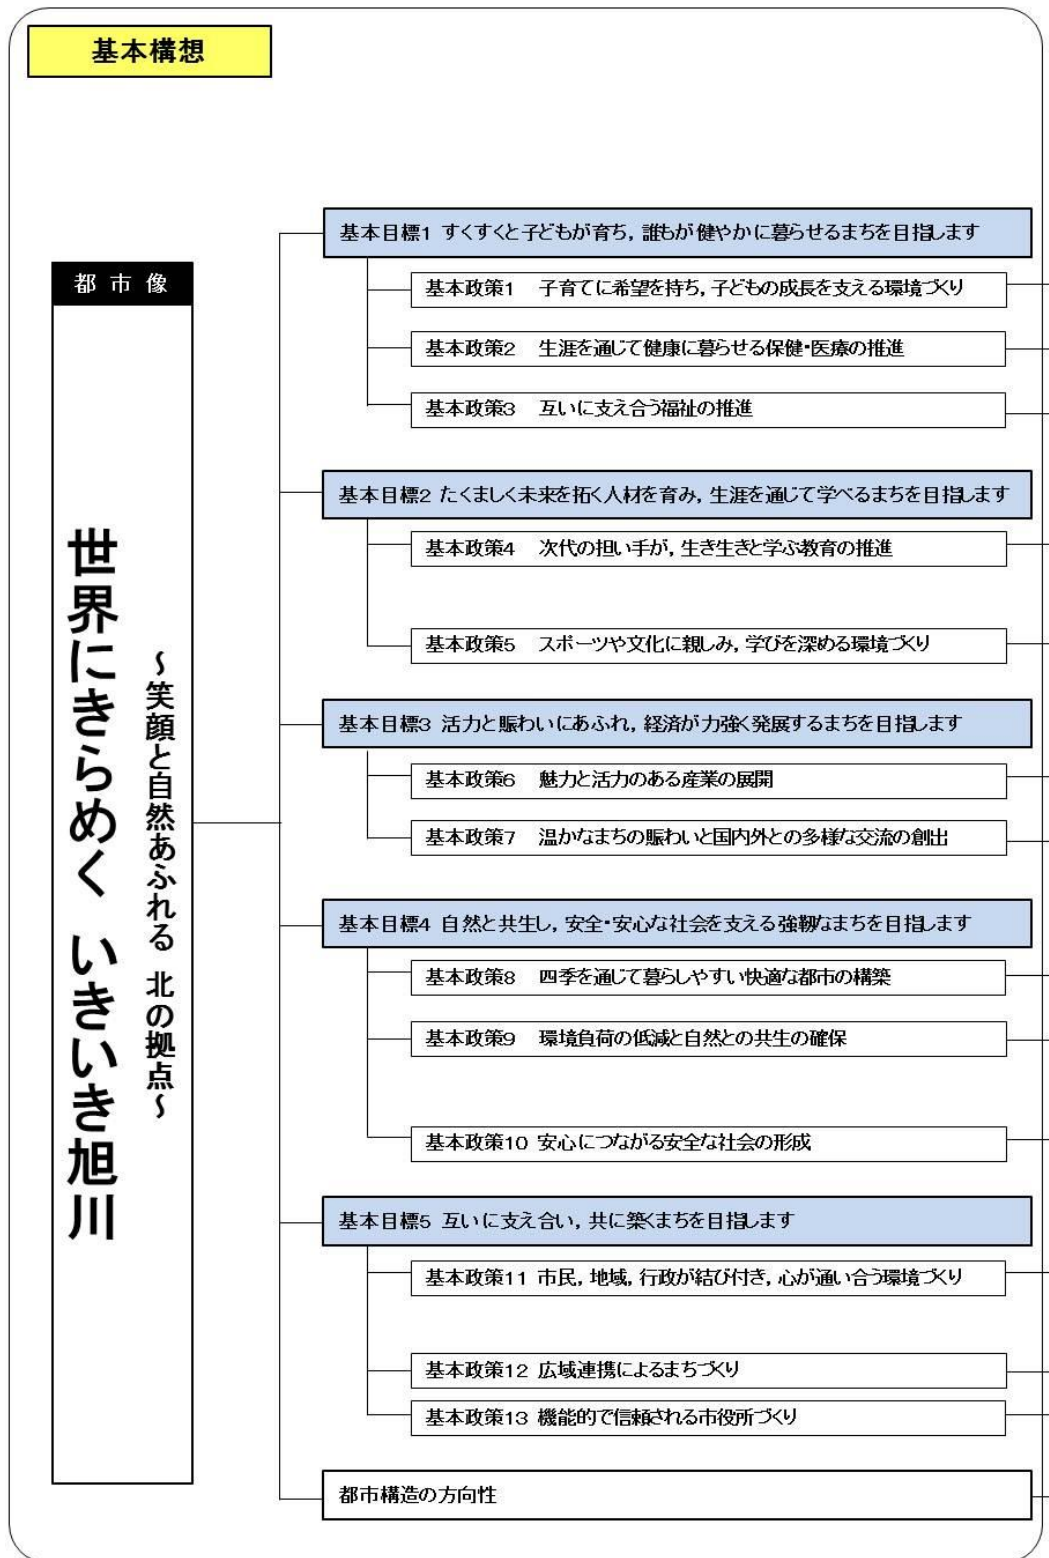 基本構想
都市像
世界にきらめく いきいき旭川
~笑顔と自然あふれる 北の拠点~
基本目標1 すくすくと子どもが育ち，誰もが健やかに暮らせるまちを目指します
基本政策1 子育てに希望を持ち，子どもの成長を支える環境づくり
基本政策2 生涯を通じて健康に暮らせる保健・医療の推進
基本政策3 互いに支え合う福祉の推進
基本目標2 たくましく未来を拓く人材を育み，生涯を通じて学べるまちを目指します
基本政策4 次代の担い手が，生き生きと学ぶ教育の推進
基本政策5 スポーツや文化に親しみ，学びを深める環境づくり
基本目標3 活力と賑わいにあふれ，経済が力強く発展するまちを目指します
基本政策6 魅力と活力のある産業の展開
基本政策7 温かなまちの賑わいと国内外との多様な交流の創出
基本目標4 自然と共生し，安全・安心な社会を支える強靱なまちを目指します
基本政策8 四季を通じて暮らしやすい快適な都市の構築
基本政策9 環境負荷の低減と自然との共生の確保
基本政策10 安心につながる安全な社会の形成
基本目標5 互いに支え合い，共に築くまちを目指します
基本政策11 市民，地域，行政が結び付き，心が通い合う環境づくり
基本政策12 広域連携によるまちづくり
基本政策13 機能的で信頼される市役所づくり
都市構造の方向性